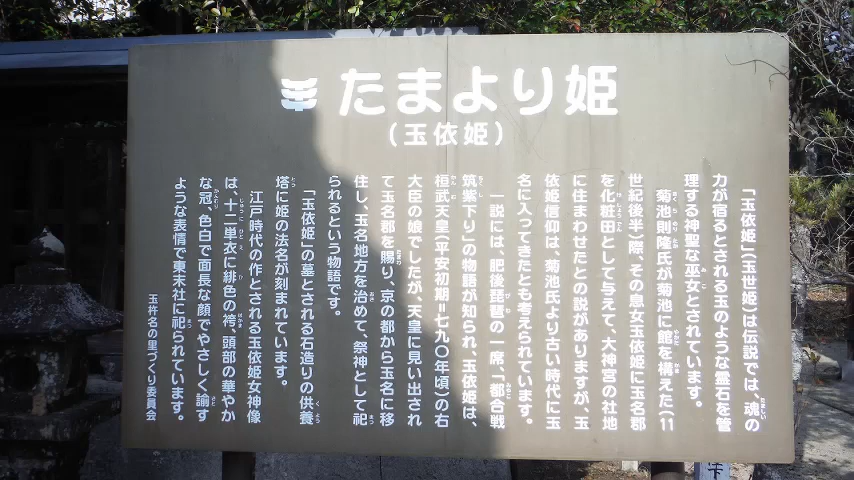 たまより姫
（玉依姫）
「玉依姫」（玉世姫）は伝説では、魂の
力が宿るとされる玉のような霊石を管
理する神聖な巫女とされています。
菊池則隆氏が菊池に館を構えた（11
世紀後半）際、その息女玉依姫に玉名郡
を化粧田として与えて、大神宮の社地
に住まわせたとの説がありますが、玉
依姫信仰は、菊池氏より古い時代に玉
名に入ってきたとも考えられています。
一説には、肥後琵琶の一席、「都合戦
筑紫下り」の物語が知られ、玉依姫は、
桓武天皇（平安初期＝七九〇年頃）の右
大臣の娘でしたが、天皇に見い出され
て玉名郡を賜り、京の都から玉名に移
住し、玉名地方を治めて、祭神として祀
られるという物語です。
「玉依姫」の墓とされる石造りの供養
塔に姫の法名が刻まれています。
江戸時代の作とされる玉依姫女神像
は、十二単衣に緋色の袴、頭部の華やか
な冠、色白で面長な顔でやさしく諭す
ような表情で東末社に祀られています。
玉杵名の里づくり委員会